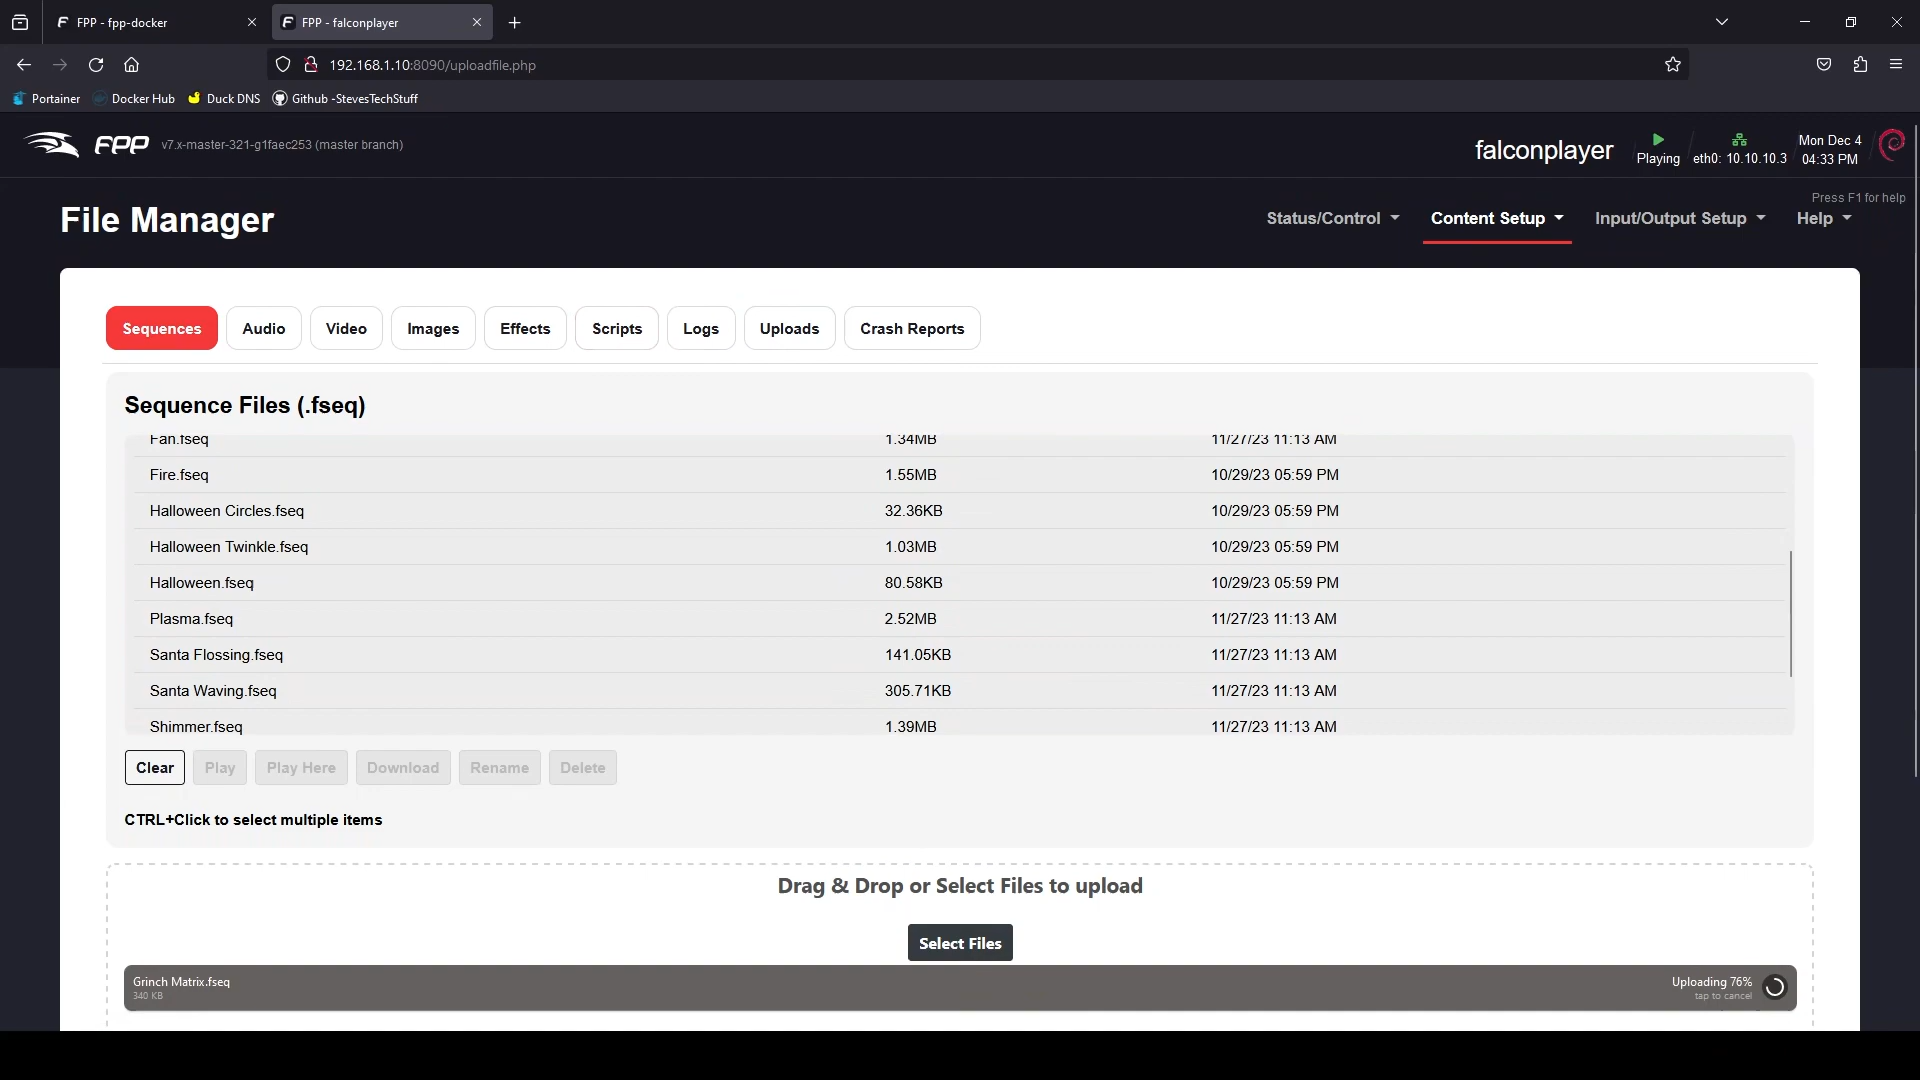 FPP - fpp-docker
FPP - falconplayer
192.168.1.10:8090/uploadfile.php
Portainer
Docker Hub
Duck DNS
Github -StevesTechStuff
FPP
v7.x-master-321-g1faec253 (master branch)
falconplayer
Playing
eth0: 10.10.10.3
Mon Dec 4
04:33 PM
Press F1 for help
File Manager
Status/Control
Content Setup
Input/Output Setup
Help
Sequences
Audio
Video
Images
Effects
Scripts
Logs
Uploads
Crash Reports
Sequence Files (.fseq)
Fan.fseq 1.34MB 11/27/23 11:13 AM
Fire.fseq 1.55MB 10/29/23 05:59 PM
Halloween Circles.fseq 32.36KB 10/29/23 05:59 PM
Halloween Twinkle.fseq 1.03MB 10/29/23 05:59 PM
Halloween.fseq 80.58KB 10/29/23 05:59 PM
Plasma.fseq 2.52MB 11/27/23 11:13 AM
Santa Flossing.fseq 141.05KB 11/27/23 11:13 AM
Santa Waving.fseq 305.71KB 11/27/23 11:13 AM
Shimmer.fseq 1.39MB 11/27/23 11:13 AM
Clear
Play
Play Here
Download
Rename
Delete
CTRL+Click to select multiple items
Drag & Drop or Select Files to upload
Select Files
Grinch Matrix.fseq
340 KB
Uploading 76%
tap to cancel